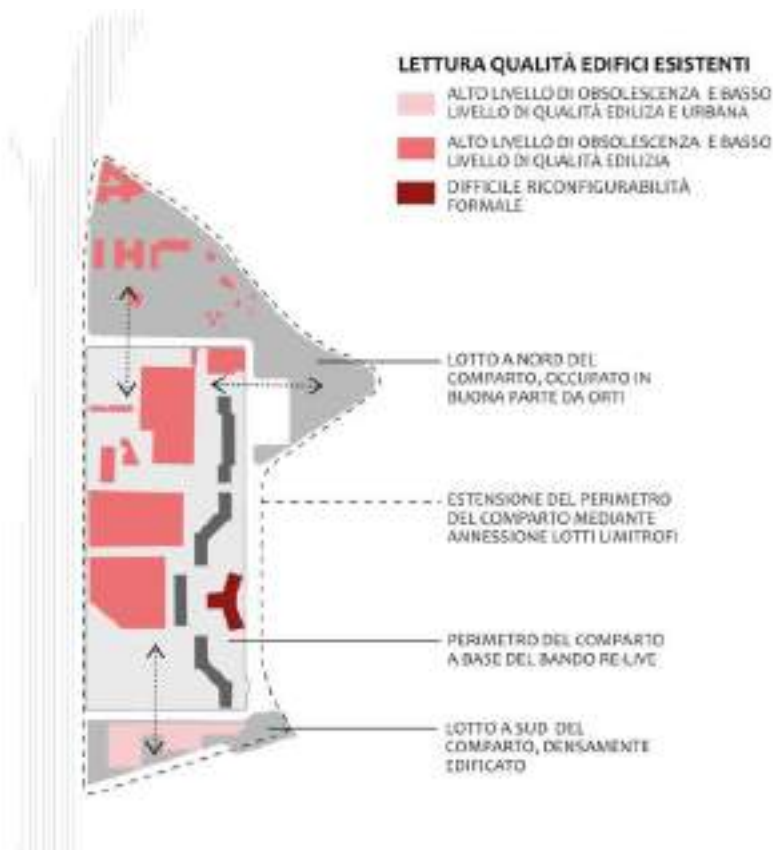 LETTURA QUALITÀ EDIFICI ESISTENTI
ALTO LIVELLO DI OBSOLESCENZA E BASSO
LIVELLO DI QUALITÀ EDILIZA E URBANA
ALTO LIVELLO DI OBSOLESCENZA E BASSO
LIVELLO DI QUALITÀ EDILIZIA
DIFFICILE RICONFIGURABILITÀ
FORMALE
LOTTO A NORD DEL
COMPARTO, OCCUPATO IN
BUONA PARTE DA ORTI
ESTENSIONE DEL PERIMETRO
DEL COMPARTO MEDIANTE
ANNESSIONE LOTTI LIMITROFI
PERIMETRO DEL COMPARTO
A BASE DEL BANDO RE-LIVE
LOTTO A SUD DEL
COMPARTO, DENSAMENTE
EDIFICATO